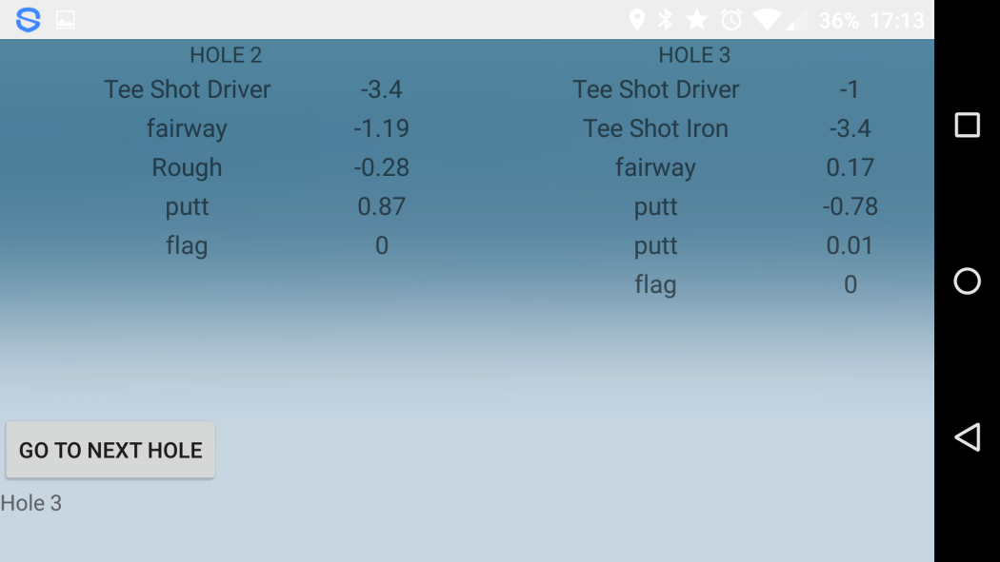 36% 17:13
HOLE 2
Tee Shot Driver -3.4
fairway -1.19
Rough -0.28
putt 0.87
flag 0
HOLE 3
Tee Shot Driver -1
Tee Shot Iron -3.4
fairway 0.17
putt -0.78
putt 0.01
flag 0
GO TO NEXT HOLE
Hole 3